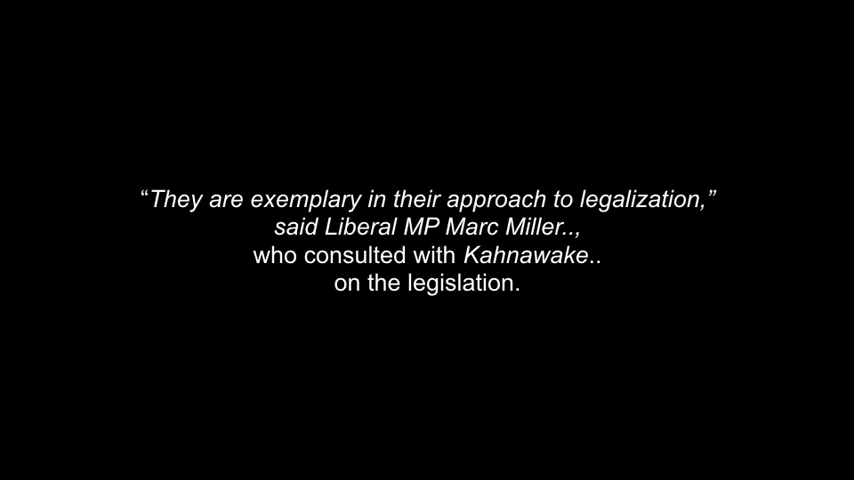 “They are exemplary in their approach to legalization,”
said Liberal MP Marc Miller..,
who consulted with Kahnawake..
on the legislation.